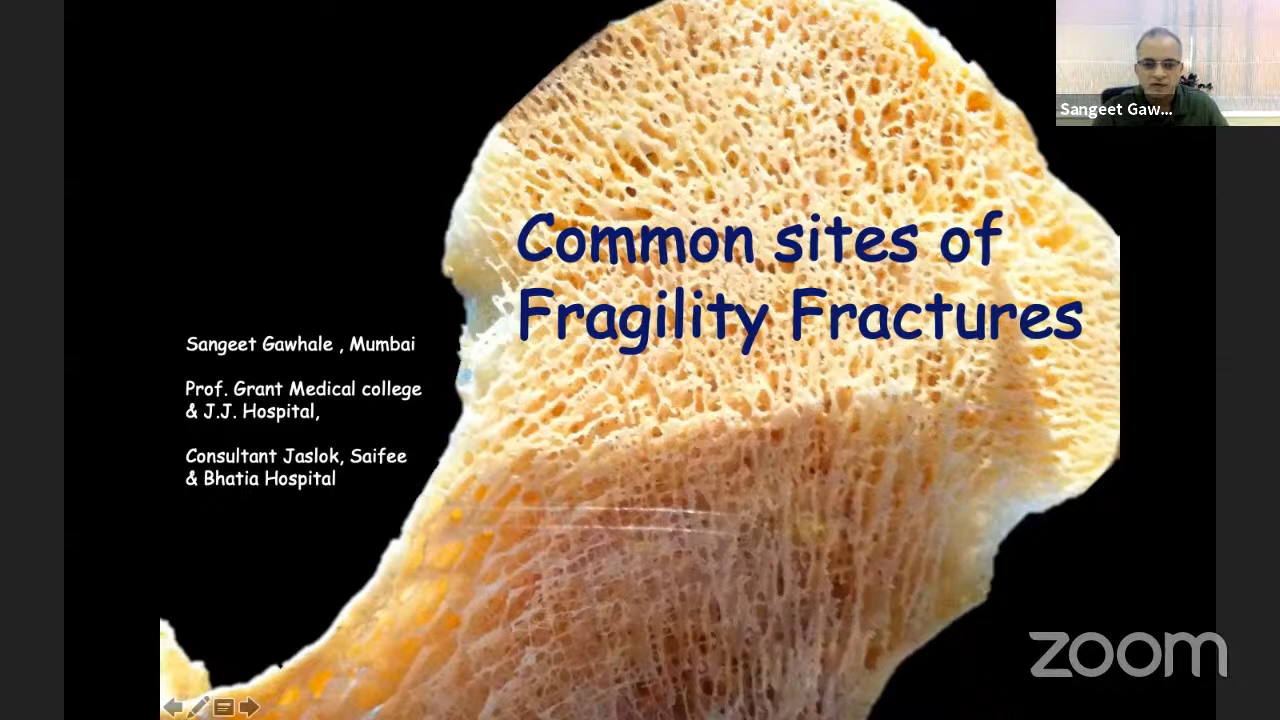 Sangeet Gaw...
Common sites of
Fragility Fractures
Sangeet Gawhale , Mumbai
Prof. Grant Medical college
& J.J. Hospital,
Consultant Jaslok, Saifee
& Bhatia Hospital
zoom